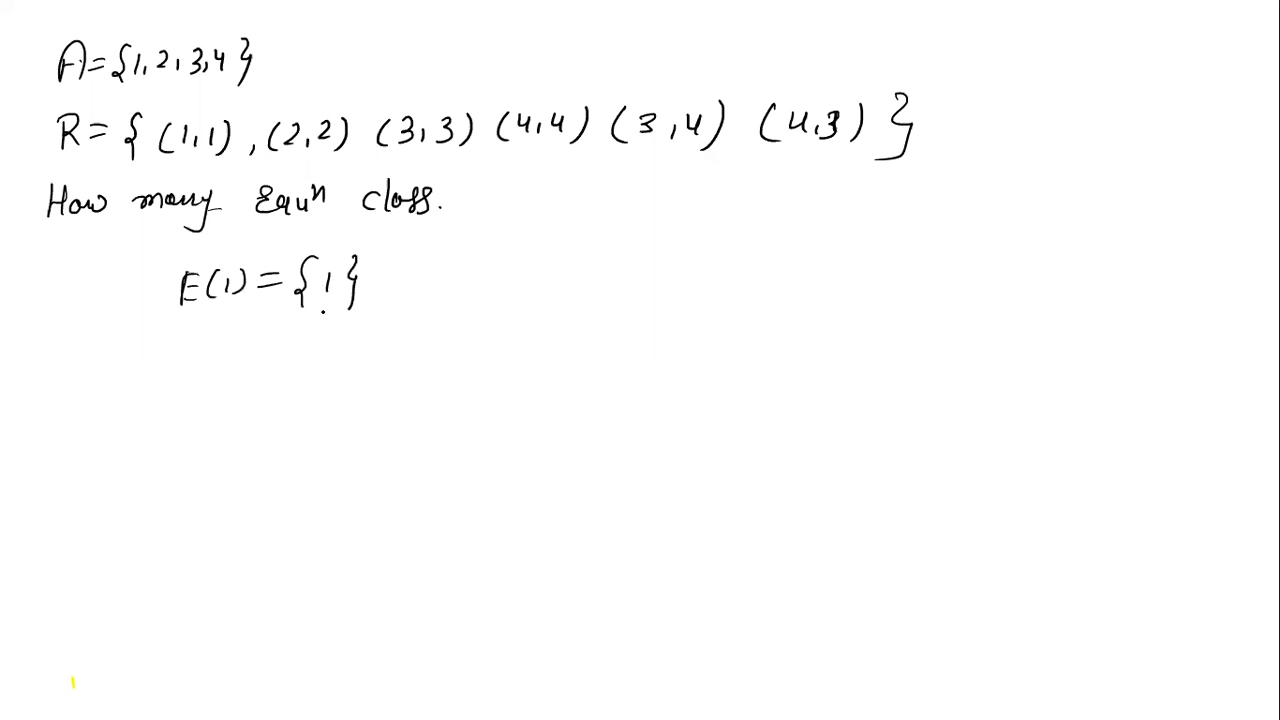 A={1,2,3,4}
R={(1,1),(2,2) (3,3) (4,4) (3,4) (4,3)}
How many Equⁿ class.
E(1)={1}